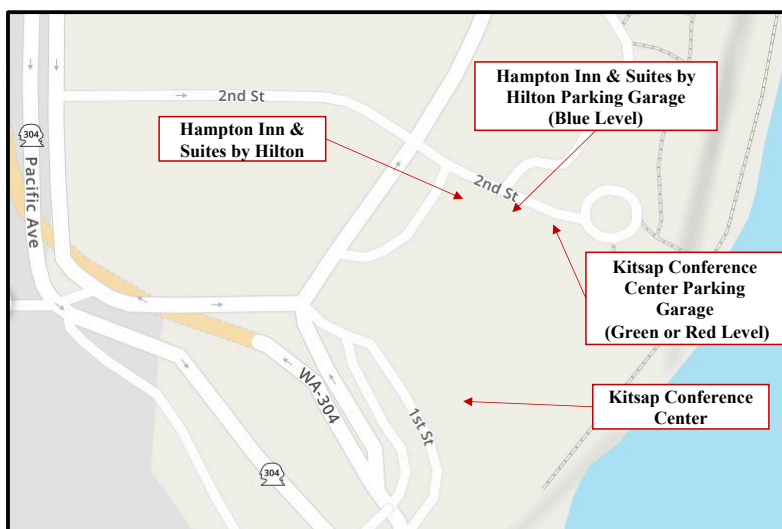 Hampton Inn & Suites by
Hilton Parking Garage
(Blue Level)
2nd St
Hampton Inn &
Suites by Hilton
304
Pacific Ave
2nd St
Kitsap Conference
Center Parking
Garage
(Green or Red Level)
WA-304
1st St
Kitsap Conference
Center
304